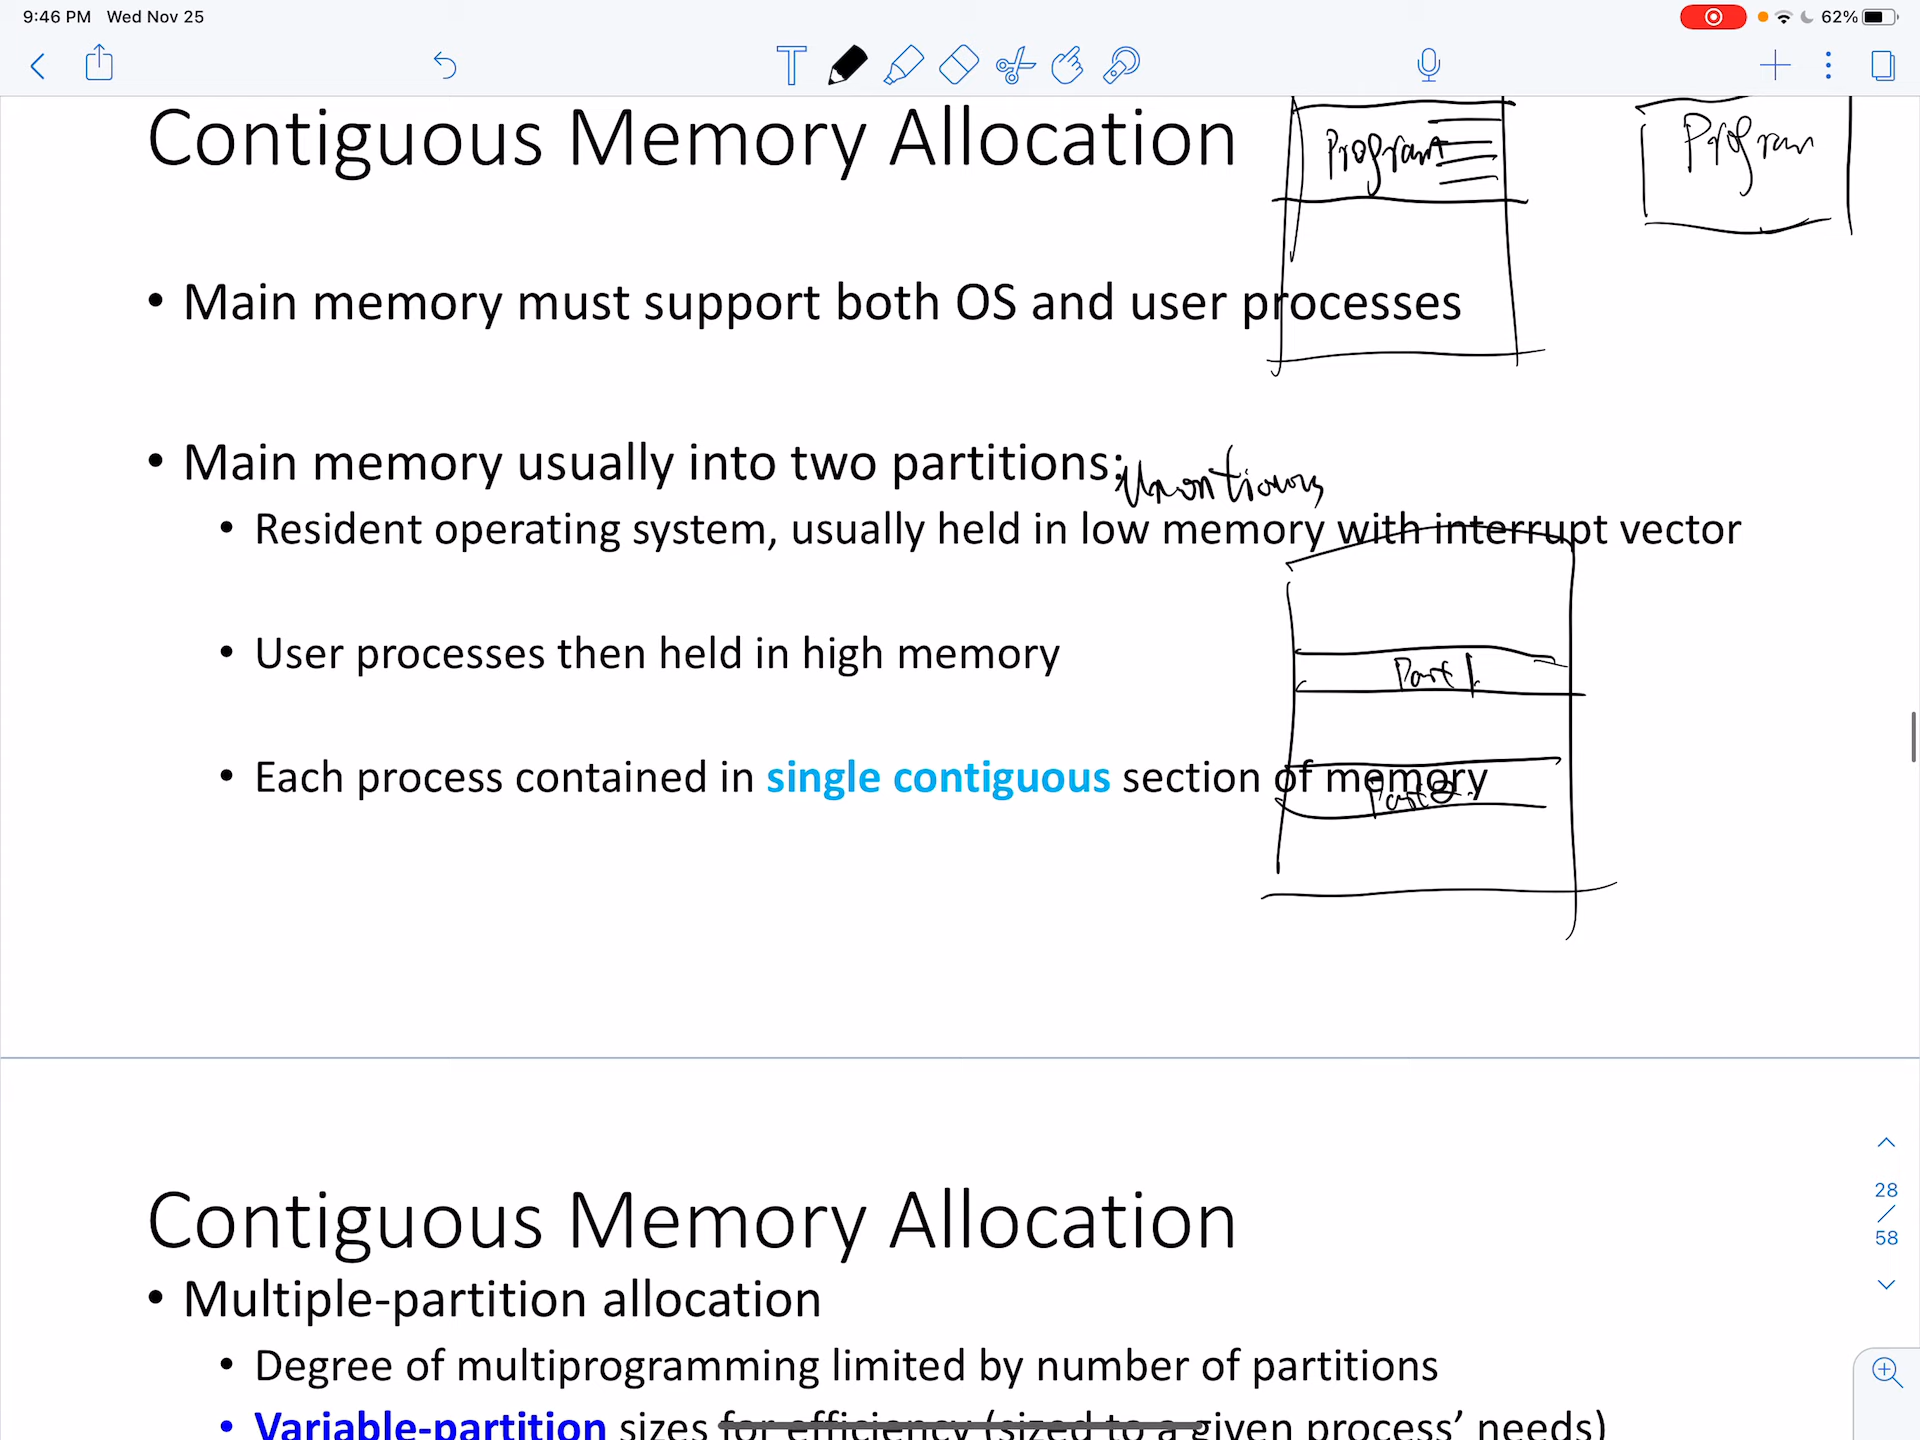 9:46 PM Wed Nov 25
62%
Contiguous Memory Allocation
Program
Program
• Main memory must support both OS and user processes
• Main memory usually into two partitions:
• Resident operating system, usually held in low memory with interrupt vector
• User processes then held in high memory
Part 1
• Each process contained in single contiguous section of memory
Part 2
28
/
58
Contiguous Memory Allocation
• Multiple-partition allocation
• Degree of multiprogramming limited by number of partitions
• Variable-partition sizes for efficiency (sized to a given process' needs)